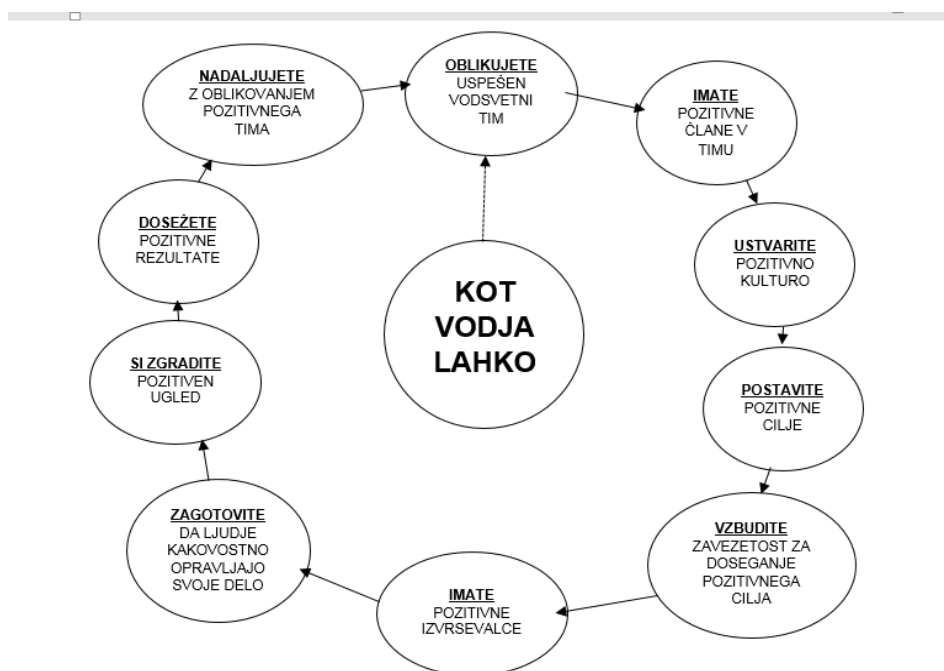 KOT
VODJA
LAHKO
OBLIKUJETE
USPEŠEN
VODSVETNI
TIM
IMATE
POZITIVNE
ČLANE V
TIMU
USTVARITE
POZITIVNO
KULTURO
POSTAVITE
POZITIVNE
CILJE
VZBUDITE
ZAVEZETOST ZA
DOSEGANJE
POZITIVNEGA
CILJA
IMATE
POZITIVNE
IZVRSEVALCE
ZAGOTOVITE
DA LJUDJE
KAKOVOSTNO
OPRAVLJAJO
SVOJE DELO
SI ZGRADITE
POZITIVEN
UGLED
DOSEŽETE
POZITIVNE
REZULTATE
NADALJUJETE
Z OBLIKOVANJEM
POZITIVNEGA
TIMA